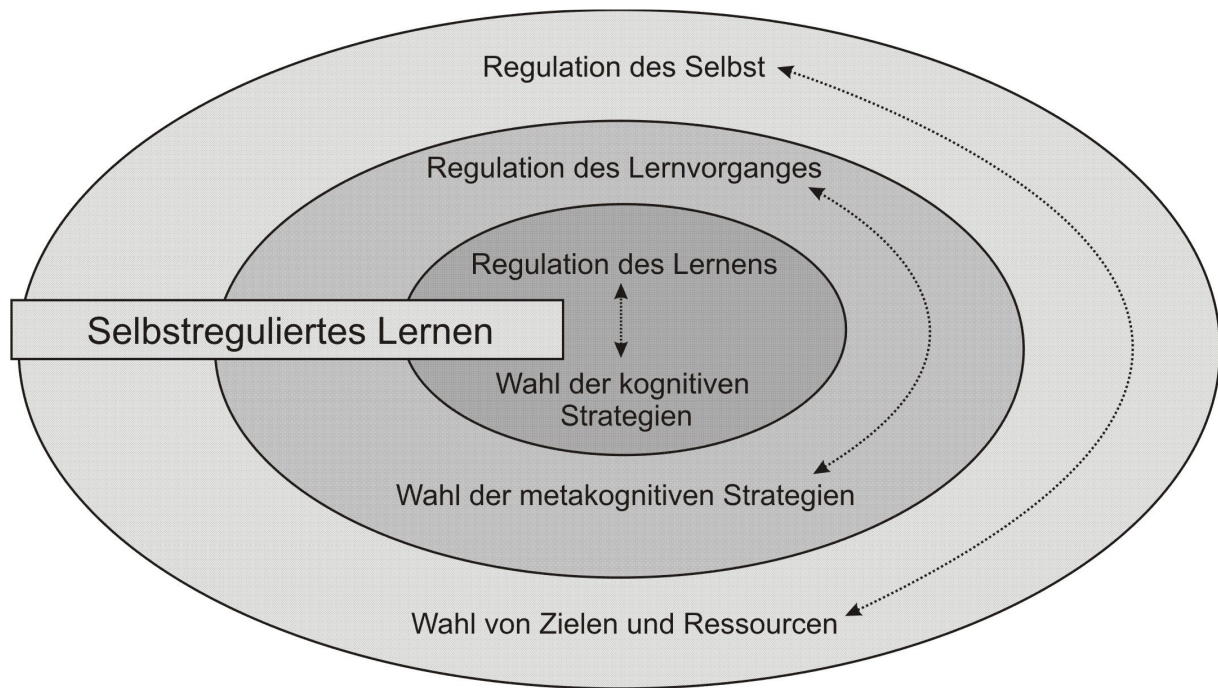 Regulation des Selbst
Regulation des Lernvorganges
Regulation des Lernens
Selbstreguliertes Lernen
Wahl der kognitiven
Strategien
Wahl der metakognitiven Strategien
Wahl von Zielen und Ressourcen